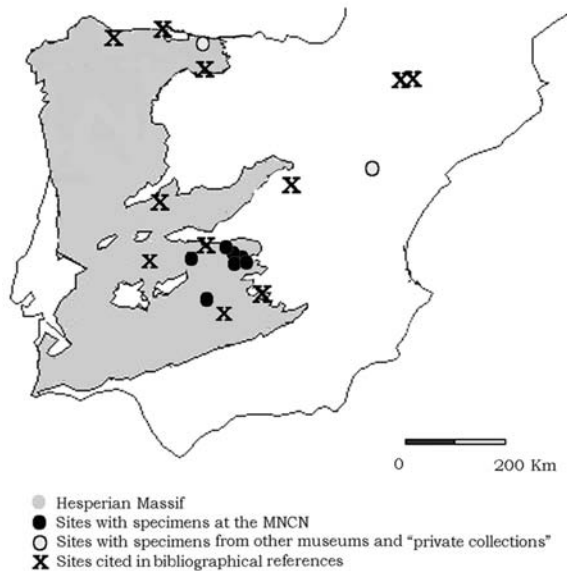 0 200 Km
Hesperian Massif
Sites with specimens at the MNCN
Sites with specimens from other museums and "private collections"
X Sites cited in bibliographical references